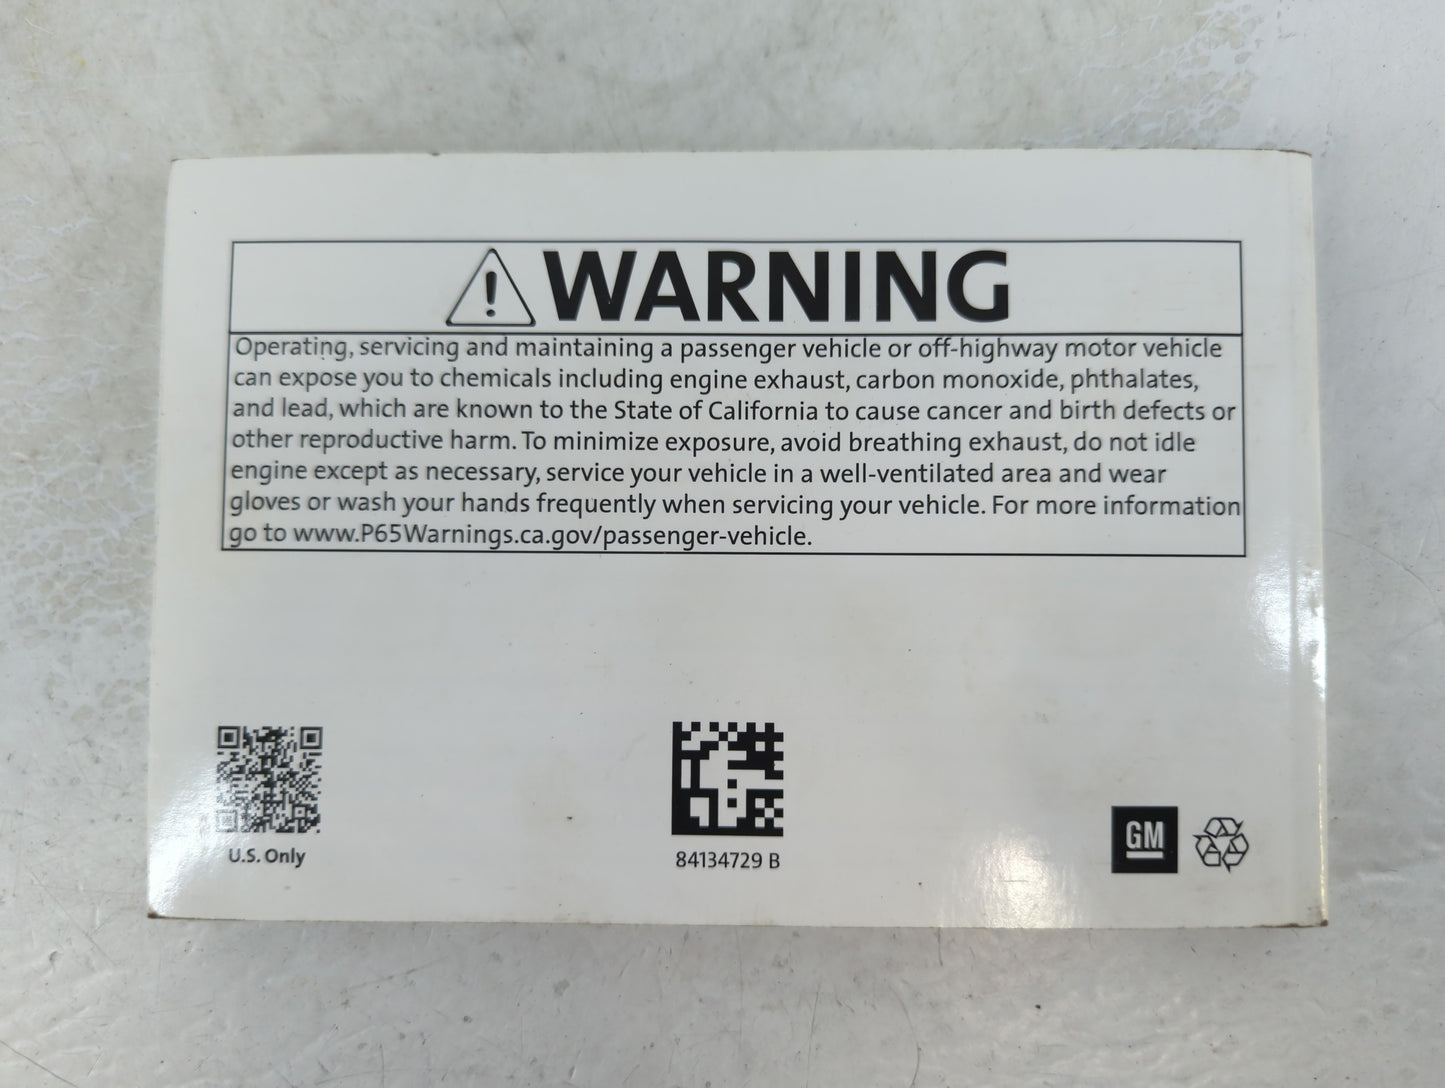 WARNING
Operating, servicing and maintaining a passenger vehicle or off-highway motor vehicle
can expose you to chemicals including engine exhaust, carbon monoxide, phthalates,
and lead, which are known to the State of California to cause cancer and birth defects or
other reproductive harm. To minimize exposure, avoid breathing exhaust, do not idle
engine except as necessary, service your vehicle in a well-ventilated area and wear
gloves or wash your hands frequently when servicing your vehicle. For more information
go to www.P65Warnings.ca.gov/passenger-vehicle.
U.S. Only
84134729 B
GM